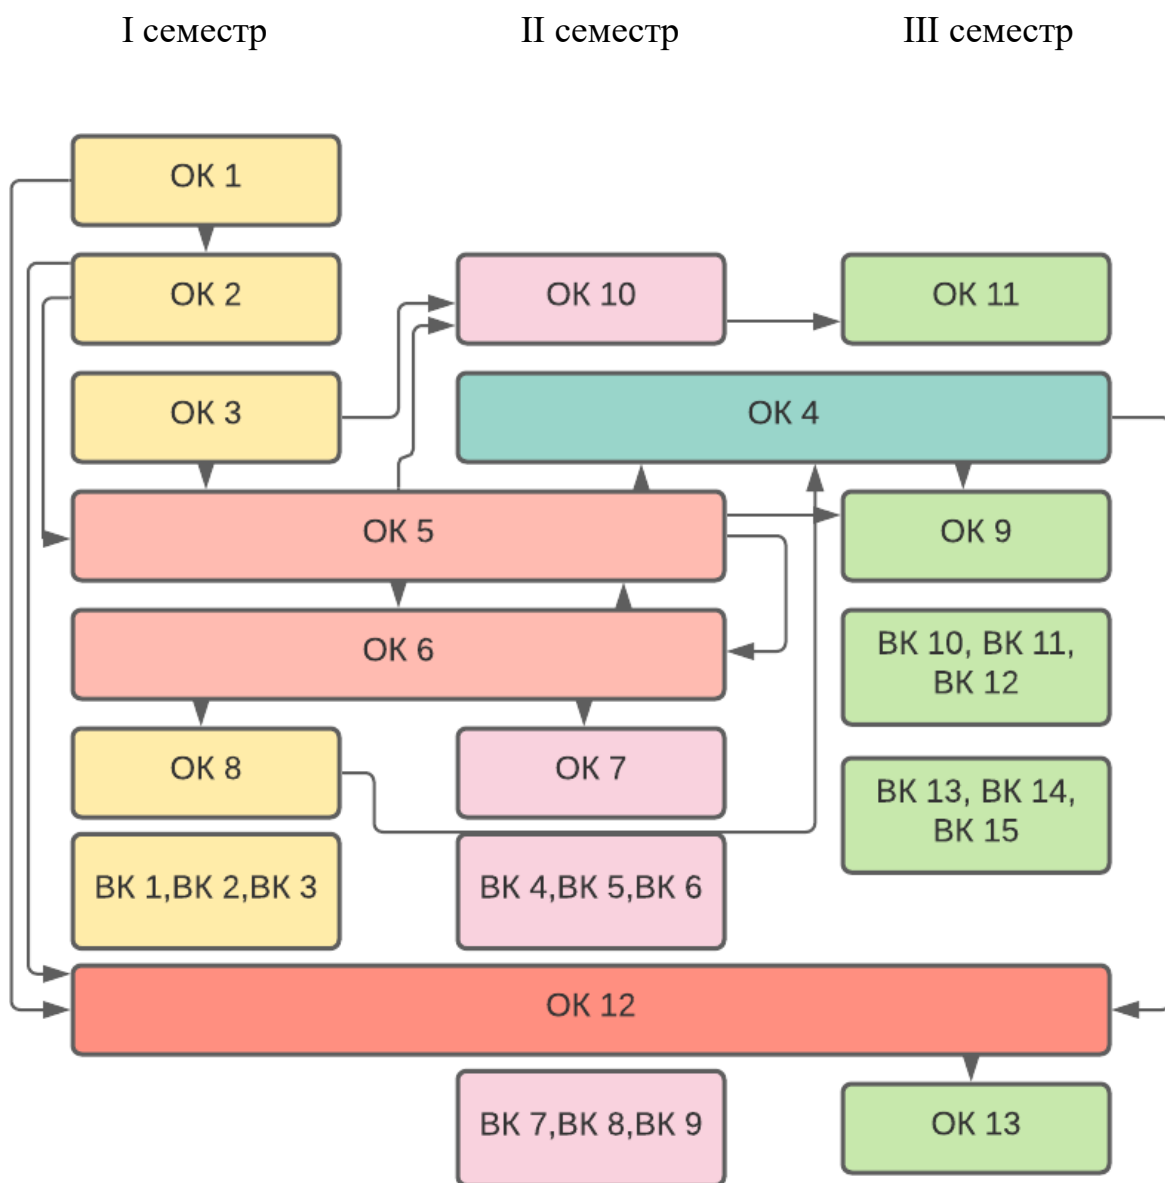 І семестр
ІІ семестр
ІІІ семестр
ОК 1
ОК 2
ОК 10
ОК 11
ОК 3
ОК 4
ОК 5
ОК 9
ОК 6
ВК 10, ВК 11,
ВК 12
ОК 8
ОК 7
ВК 13, ВК 14,
ВК 15
ВК 1,ВК 2,ВК 3
ВК 4,ВК 5,ВК 6
ОК 12
ВК 7,ВК 8,ВК 9
ОК 13